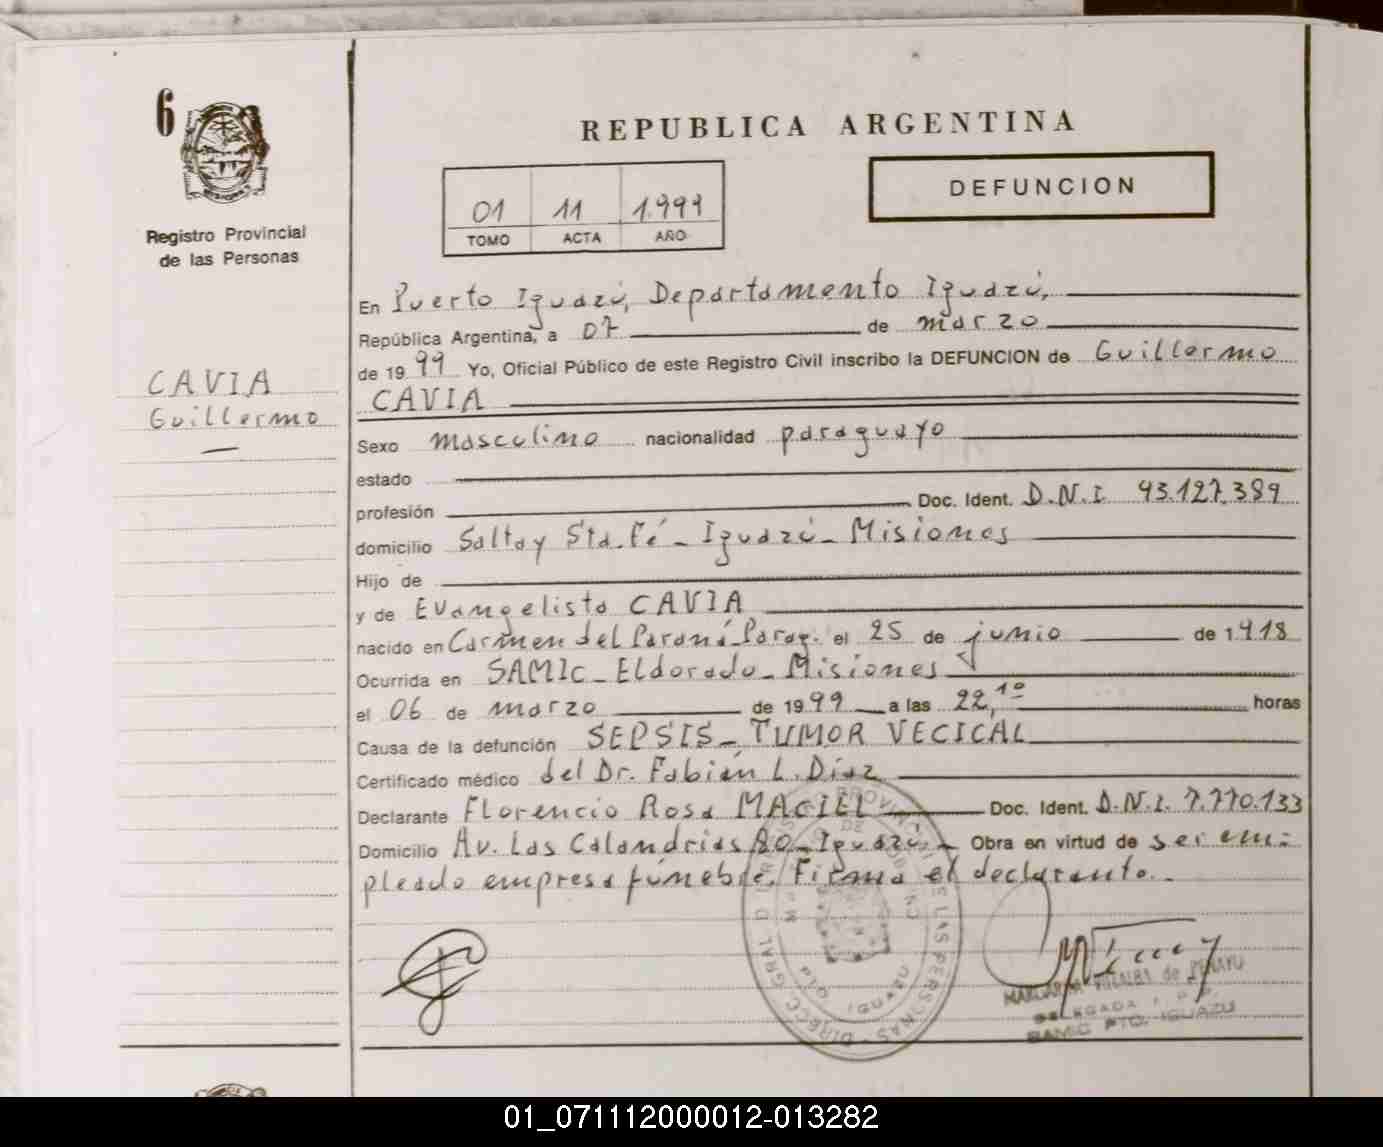 6
Registro Provincial
de las Personas
CAVIA
Guillermo
REPUBLICA ARGENTINA
DEFUNCION
01 11 1.999
TOMO ACTA AÑO
En Puerto Iguazú, Departamento Iguazú,
República Argentina, a 07 de marzo
de 1999 Yo, Oficial Público de este Registro Civil inscribo la DEFUNCION de Guillermo
CAVIA
Sexo masculino nacionalidad paraguayo
estado
profesión Doc. Ident. D.N.I. 93.127.389
domicilio Salta y Sta. Fé - Iguazú - Misiones
Hijo de
y de Evangelista CAVIA
nacido en Carmen del Paraná - Parag. el 25 de junio de 1918
Ocurrida en SAMIC - Eldorado - Misiones
el 06 de marzo de 1999 a las 22,10 horas
Causa de la defunción SEPSIS - TUMOR VECICAL
Certificado médico del Dr. Fabián L. Díaz
Declarante Florencio Rosa MACIEL Doc. Ident. D.N.I. 7.770.133
Domicilio Av. Las Calandrias 80 - Iguazú - Obra en virtud de ser em-
pleado empresa fúnebre. Firma el declarante.
DELEGADA
SAMIC PTO. IGUAZU
01_071112000012-013282